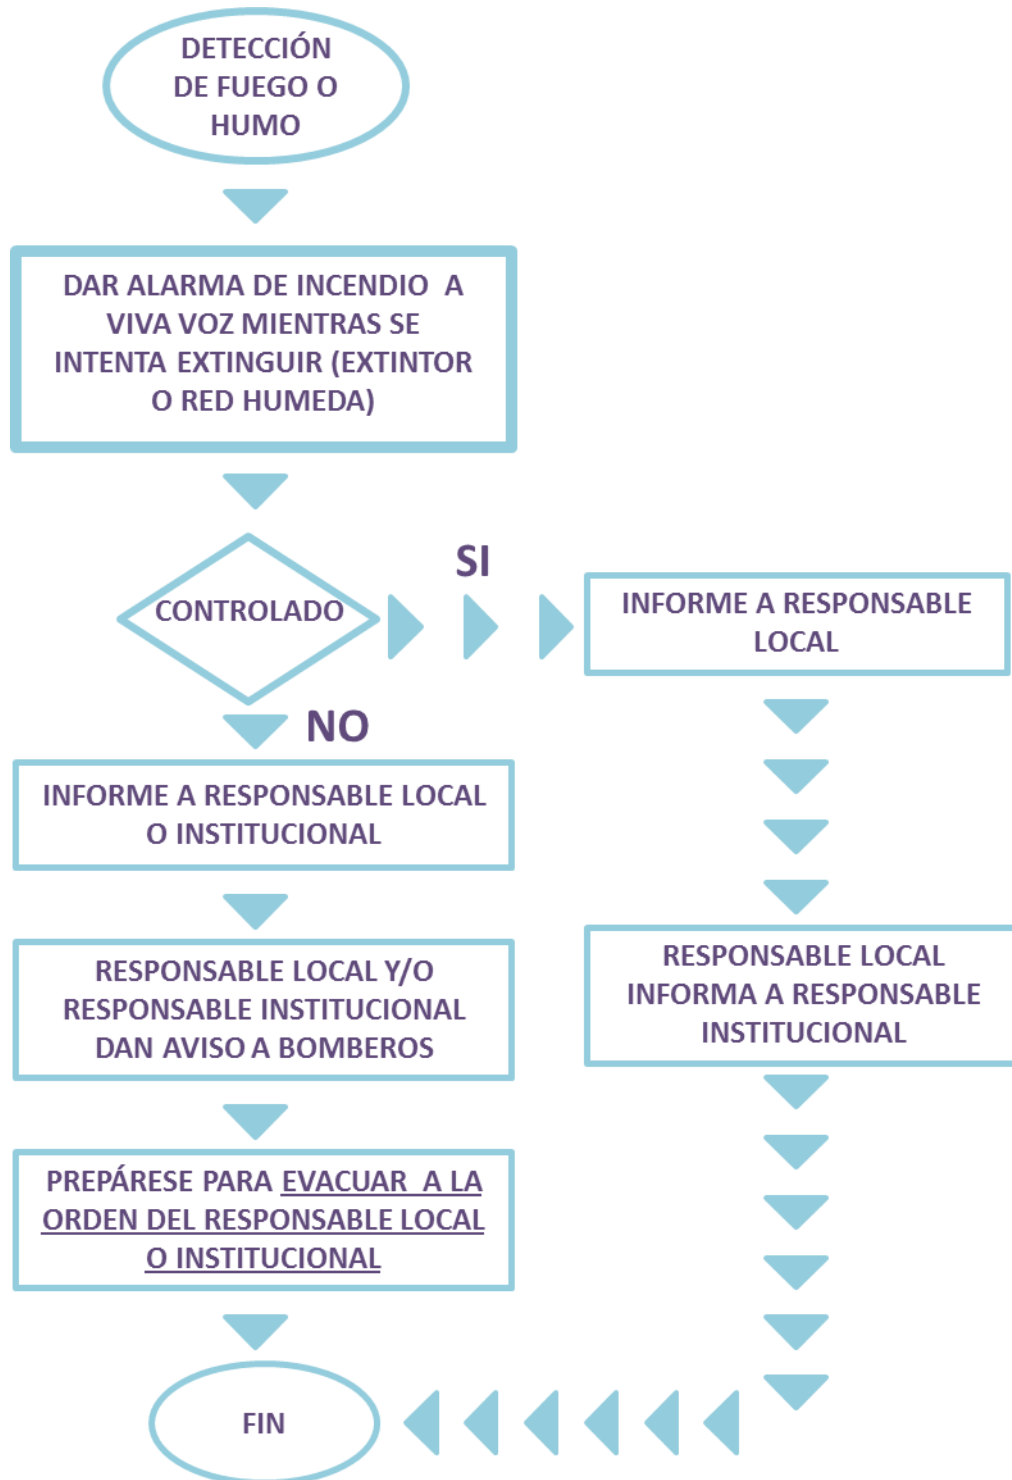 DETECCIÓN
DE FUEGO O
HUMO
DAR ALARMA DE INCENDIO A
VIVA VOZ MIENTRAS SE
INTENTA EXTINGUIR (EXTINTOR
O RED HUMEDA)
CONTROLADO
SI
INFORME A RESPONSABLE
LOCAL
NO
INFORME A RESPONSABLE LOCAL
O INSTITUCIONAL
RESPONSABLE LOCAL
INFORMA A RESPONSABLE
INSTITUCIONAL
RESPONSABLE LOCAL Y/O
RESPONSABLE INSTITUCIONAL
DAN AVISO A BOMBEROS
PREPÁRESE PARA EVACUAR A LA
ORDEN DEL RESPONSABLE LOCAL
O INSTITUCIONAL
FIN